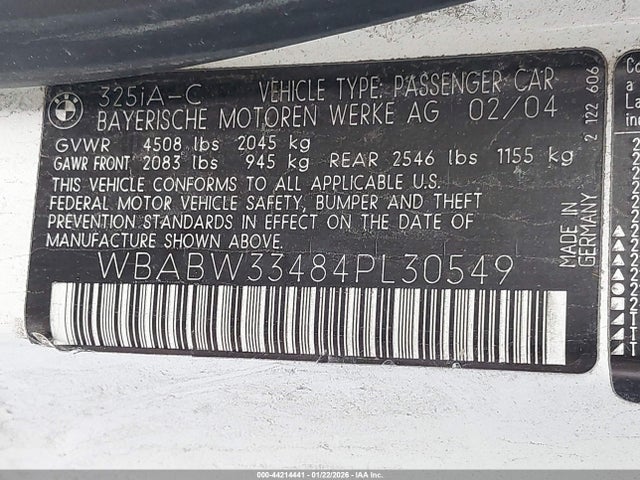 325iA-C VEHICLE TYPE: PASSENGER CAR
BAYERISCHE MOTOREN WERKE AG 02/04
GVWR 4508 lbs 2045 kg
GAWR FRONT 2083 lbs 945 kg REAR 2546 lbs 1155 kg
THIS VEHICLE CONFORMS TO ALL APPLICABLE U.S.
FEDERAL MOTOR VEHICLE SAFETY, BUMPER AND THEFT
PREVENTION STANDARDS IN EFFECT ON THE DATE OF
MANUFACTURE SHOWN ABOVE.
WBABW33484PL30549
MADE IN
GERMANY
2 122 606
000-44214441 - 01/22/2026 - IAAI.COM